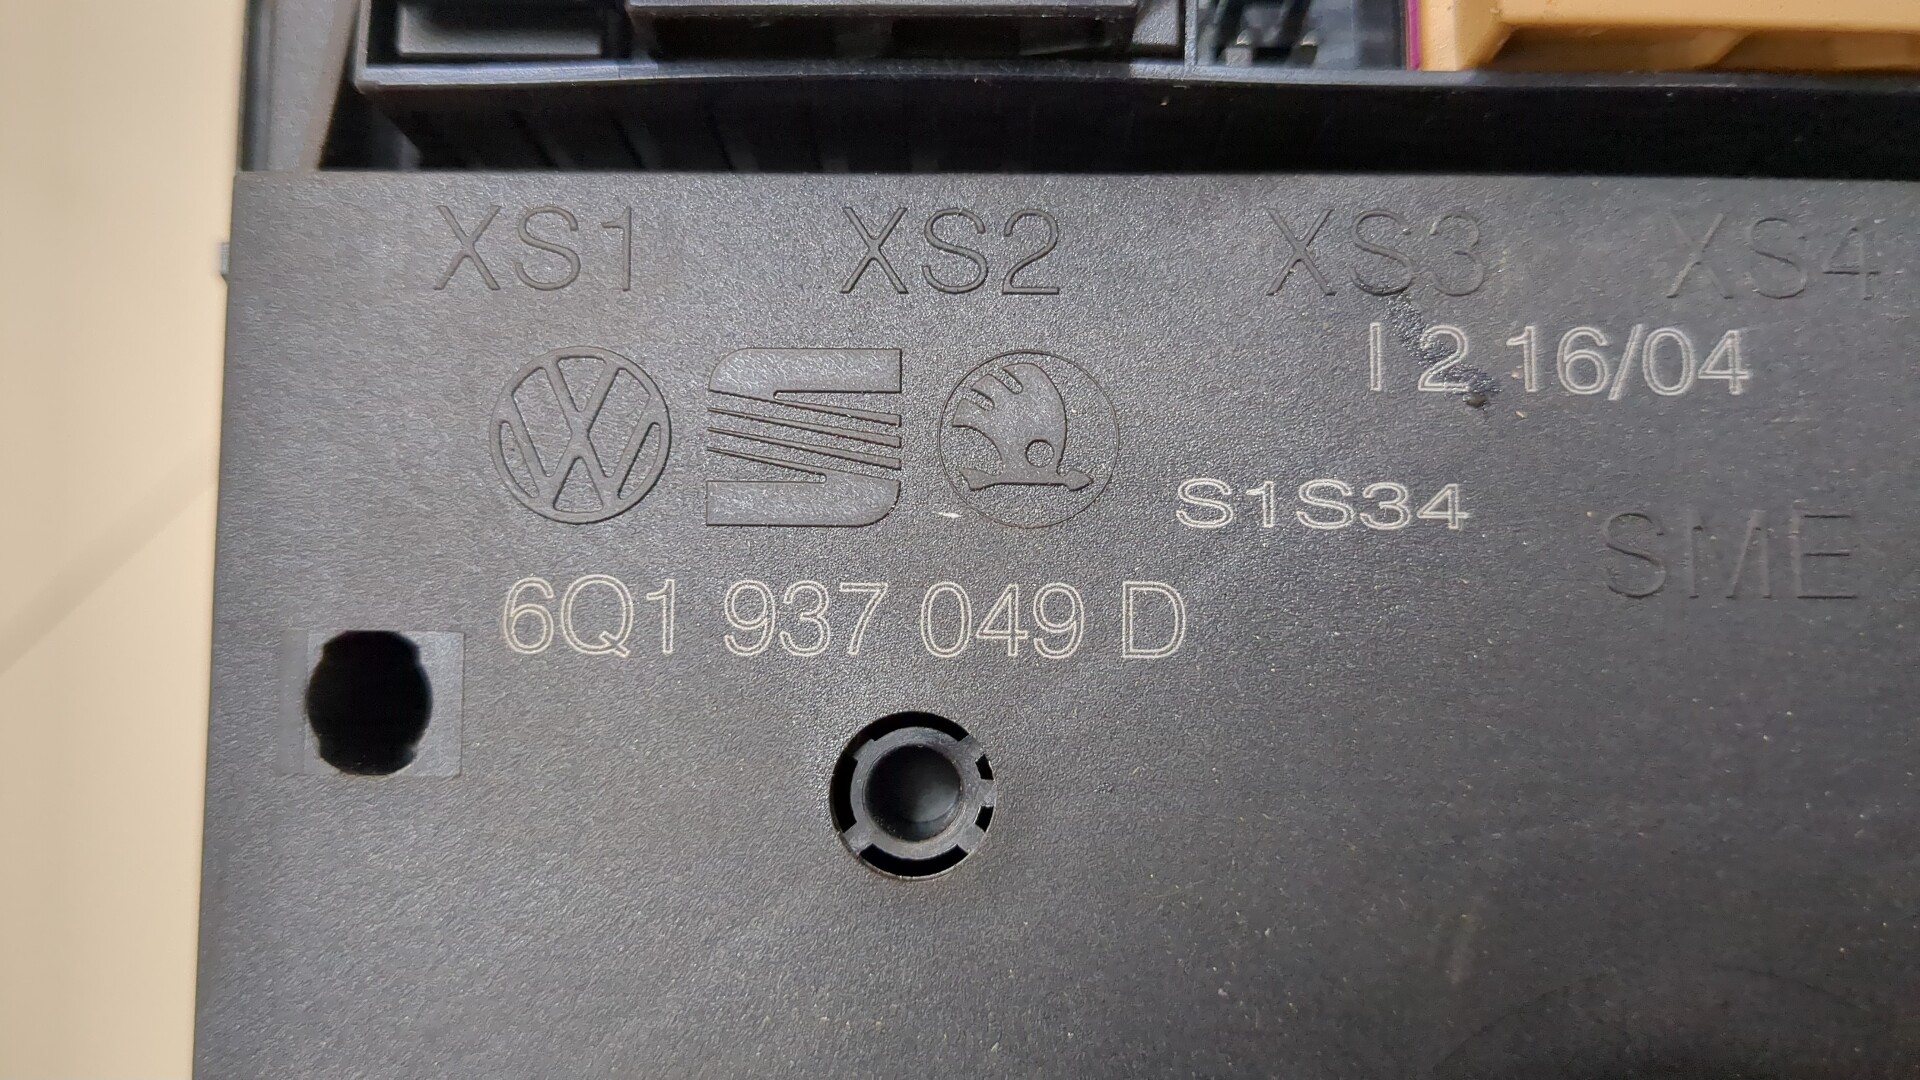 XS1 XS2 XS3 XS4
I 2 16/04
S1S34
SME
6Q1 937 049 D